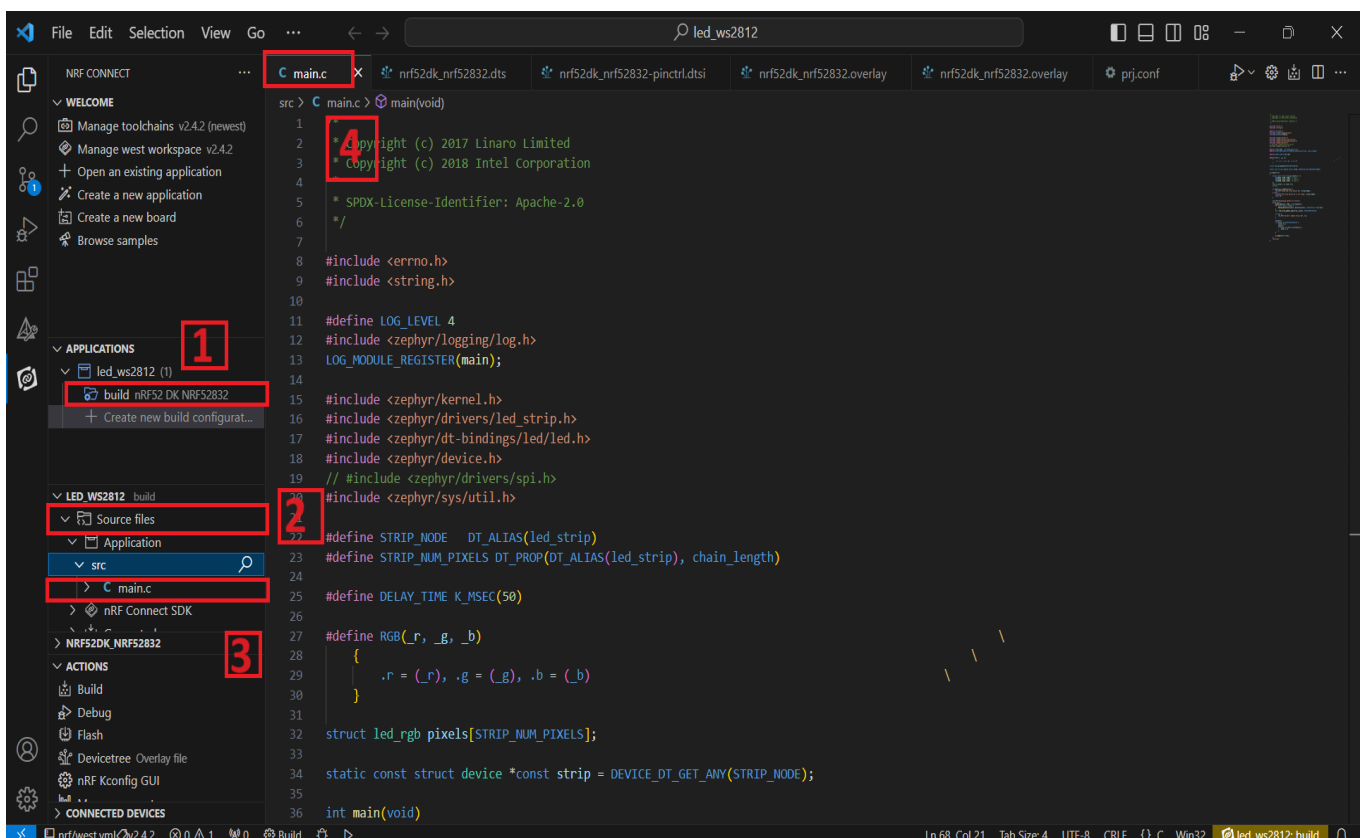 File Edit Selection View Go ··· led_ws2812
NRF CONNECT ···
WELCOME
Manage toolchains v2.4.2 (newest)
Manage west workspace v2.4.2
Open an existing application
Create a new application
Create a new board
Browse samples
1
1
APPLICATIONS
led_ws2812 (1)
build nRF52 DK NRF52832
Create new build configurat...
LED_WS2812 build
2
Source files
Application
src
C main.c
nRF Connect SDK
NRF52DK_NRF52832
3
ACTIONS
Build
Debug
Flash
Devicetree Overlay file
nRF Kconfig GUI
CONNECTED DEVICES
C main.c X nrf52dk_nrf52832.dts nrf52dk_nrf52832-pinctrl.dtsi nrf52dk_nrf52832.overlay nrf52dk_nrf52832.overlay prj.conf ···
src > C main.c > main(void)
4
1
2 * Copyright (c) 2017 Linaro Limited
3 * Copyright (c) 2018 Intel Corporation
4
5 * SPDX-License-Identifier: Apache-2.0
6 */
7
8 #include <errno.h>
9 #include <string.h>
10
11 #define LOG_LEVEL 4
12 #include <zephyr/logging/log.h>
13 LOG_MODULE_REGISTER(main);
14
15 #include <zephyr/kernel.h>
16 #include <zephyr/drivers/led_strip.h>
17 #include <zephyr/dt-bindings/led/led.h>
18 #include <zephyr/device.h>
19 // #include <zephyr/drivers/spi.h>
20 #include <zephyr/sys/util.h>
21
22 #define STRIP_NODE DT_ALIAS(led_strip)
23 #define STRIP_NUM_PIXELS DT_PROP(DT_ALIAS(led_strip), chain_length)
24
25 #define DELAY_TIME K_MSEC(50)
26
27 #define RGB(_r, _g, _b) \
28 { \
29 .r = (_r), .g = (_g), .b = (_b) \
30 }
31
32 struct led_rgb pixels[STRIP_NUM_PIXELS];
33
34 static const struct device *const strip = DEVICE_DT_GET_ANY(STRIP_NODE);
35
36 int main(void)
nrf/west.yml v2.4.2 0 1 0 Build Ln 68, Col 21 Tab Size: 4 UTF-8 CRLF {} C Win32 led_ws2812: build